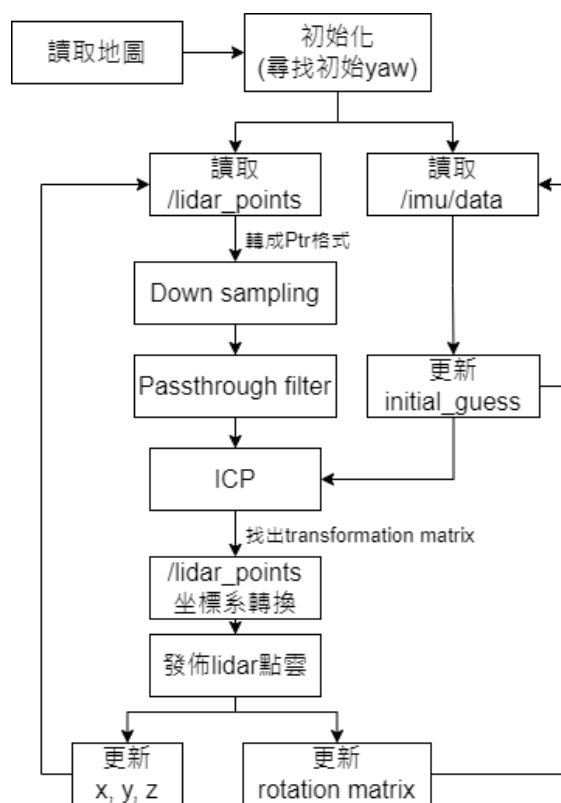 讀取地圖
初始化
(尋找初始yaw)
讀取
/lidar_points
讀取
/imu/data
轉成Ptr格式
Down sampling
Passthrough filter
更新
initial_guess
ICP
找出transformation matrix
/lidar_points
坐標系轉換
發佈lidar點雲
更新
x, y, z
更新
rotation matrix